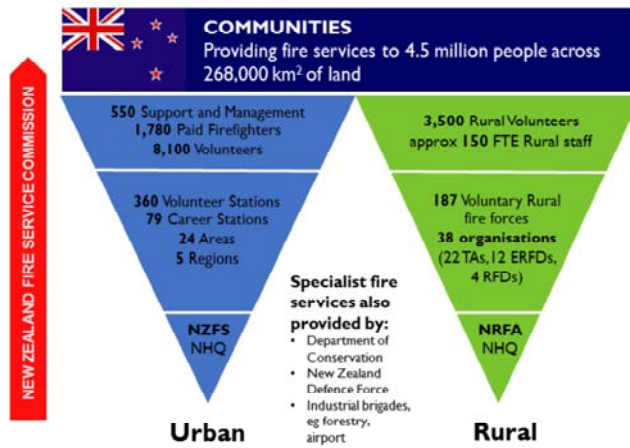 COMMUNITIES
Providing fire services to 4.5 million people across
268,000 km² of land
NEW ZEALAND FIRE SERVICE COMMISSION
550 Support and Management
1,780 Paid Firefighters
8,100 Volunteers
360 Volunteer Stations
79 Career Stations
24 Areas
5 Regions
NZFS
NHQ
Urban
Specialist fire
services also
provided by:
• Department of
Conservation
• New Zealand
Defence Force
• Industrial brigades,
eg forestry,
airport
3,500 Rural Volunteers
approx 150 FTE Rural staff
187 Voluntary Rural
fire forces
38 organisations
(22 TAs, 12 ERFDs,
4 RFDs)
NRFA
NHQ
Rural